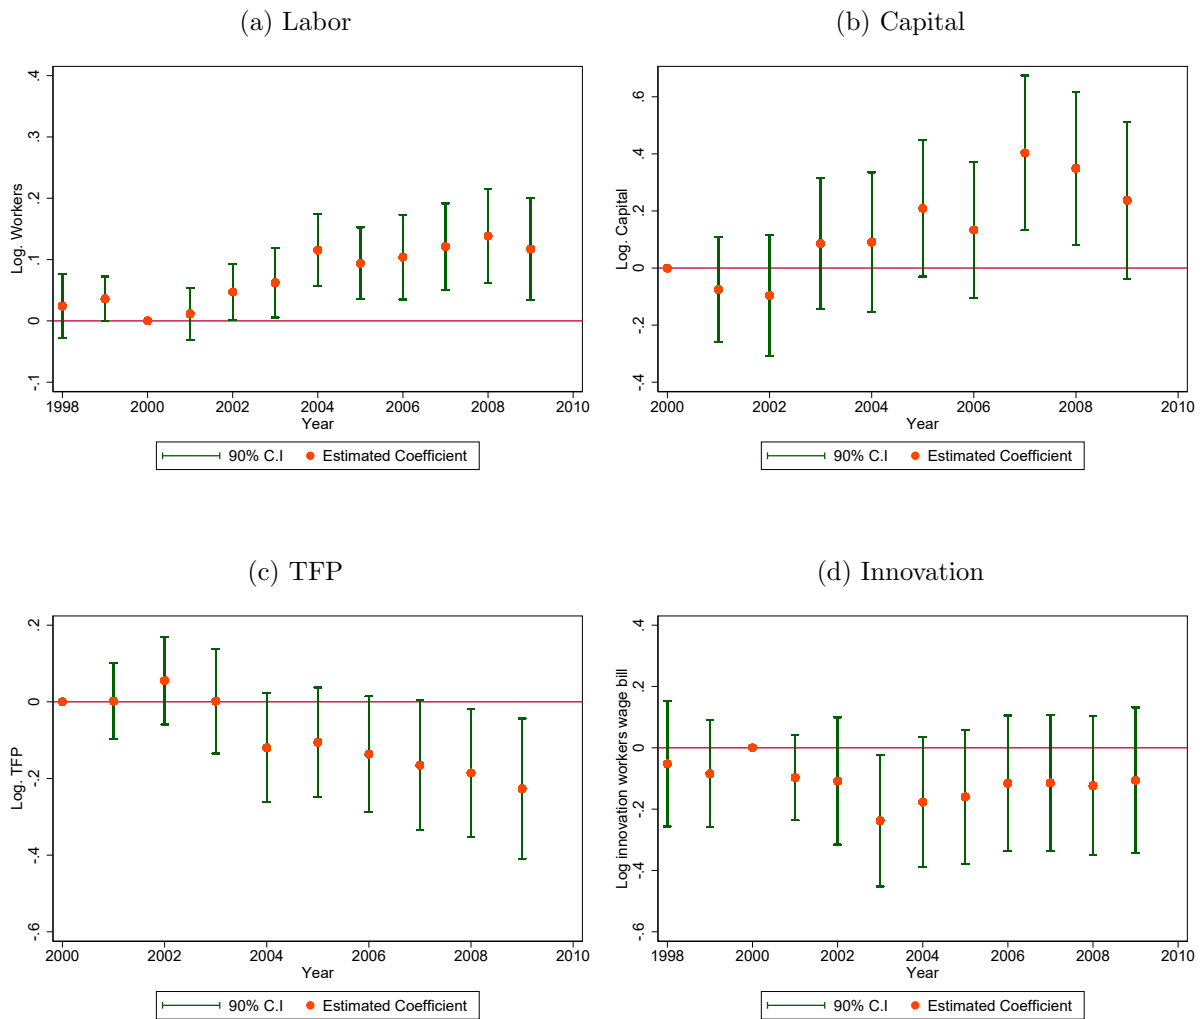 (a) Labor
Log. Workers
.4
.3
.2
.1
0
-.1
1998 2000 2002 2004 2006 2008 2010
Year
90% C.I Estimated Coefficient
(b) Capital
Log. Capital
.6
.4
.2
0
-.2
-.4
2000 2002 2004 2006 2008 2010
Year
90% C.I Estimated Coefficient
(c) TFP
Log. TFP
.2
0
-.2
-.4
-.6
2000 2002 2004 2006 2008 2010
Year
90% C.I Estimated Coefficient
(d) Innovation
Log innovation workers wage bill
.4
.2
0
-.2
-.4
-.6
1998 2000 2002 2004 2006 2008 2010
Year
90% C.I Estimated Coefficient